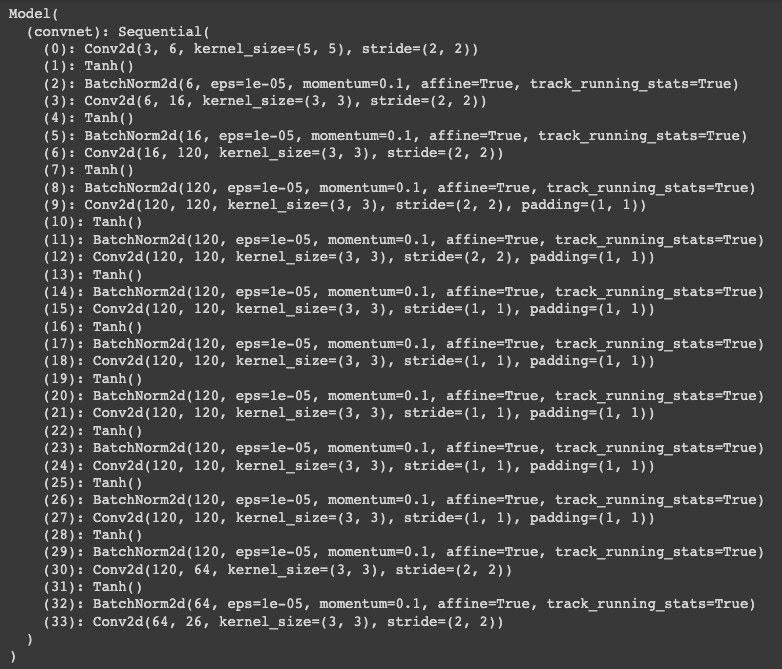 Model(
  (convnet): Sequential(
    (0): Conv2d(3, 6, kernel_size=(5, 5), stride=(2, 2))
    (1): Tanh()
    (2): BatchNorm2d(6, eps=1e-05, momentum=0.1, affine=True, track_running_stats=True)
    (3): Conv2d(6, 16, kernel_size=(3, 3), stride=(2, 2))
    (4): Tanh()
    (5): BatchNorm2d(16, eps=1e-05, momentum=0.1, affine=True, track_running_stats=True)
    (6): Conv2d(16, 120, kernel_size=(3, 3), stride=(2, 2))
    (7): Tanh()
    (8): BatchNorm2d(120, eps=1e-05, momentum=0.1, affine=True, track_running_stats=True)
    (9): Conv2d(120, 120, kernel_size=(3, 3), stride=(2, 2), padding=(1, 1))
    (10): Tanh()
    (11): BatchNorm2d(120, eps=1e-05, momentum=0.1, affine=True, track_running_stats=True)
    (12): Conv2d(120, 120, kernel_size=(3, 3), stride=(2, 2), padding=(1, 1))
    (13): Tanh()
    (14): BatchNorm2d(120, eps=1e-05, momentum=0.1, affine=True, track_running_stats=True)
    (15): Conv2d(120, 120, kernel_size=(3, 3), stride=(1, 1), padding=(1, 1))
    (16): Tanh()
    (17): BatchNorm2d(120, eps=1e-05, momentum=0.1, affine=True, track_running_stats=True)
    (18): Conv2d(120, 120, kernel_size=(3, 3), stride=(1, 1), padding=(1, 1))
    (19): Tanh()
    (20): BatchNorm2d(120, eps=1e-05, momentum=0.1, affine=True, track_running_stats=True)
    (21): Conv2d(120, 120, kernel_size=(3, 3), stride=(1, 1), padding=(1, 1))
    (22): Tanh()
    (23): BatchNorm2d(120, eps=1e-05, momentum=0.1, affine=True, track_running_stats=True)
    (24): Conv2d(120, 120, kernel_size=(3, 3), stride=(1, 1), padding=(1, 1))
    (25): Tanh()
    (26): BatchNorm2d(120, eps=1e-05, momentum=0.1, affine=True, track_running_stats=True)
    (27): Conv2d(120, 120, kernel_size=(3, 3), stride=(1, 1), padding=(1, 1))
    (28): Tanh()
    (29): BatchNorm2d(120, eps=1e-05, momentum=0.1, affine=True, track_running_stats=True)
    (30): Conv2d(120, 64, kernel_size=(3, 3), stride=(2, 2))
    (31): Tanh()
    (32): BatchNorm2d(64, eps=1e-05, momentum=0.1, affine=True, track_running_stats=True)
    (33): Conv2d(64, 26, kernel_size=(3, 3), stride=(2, 2))
  )
)